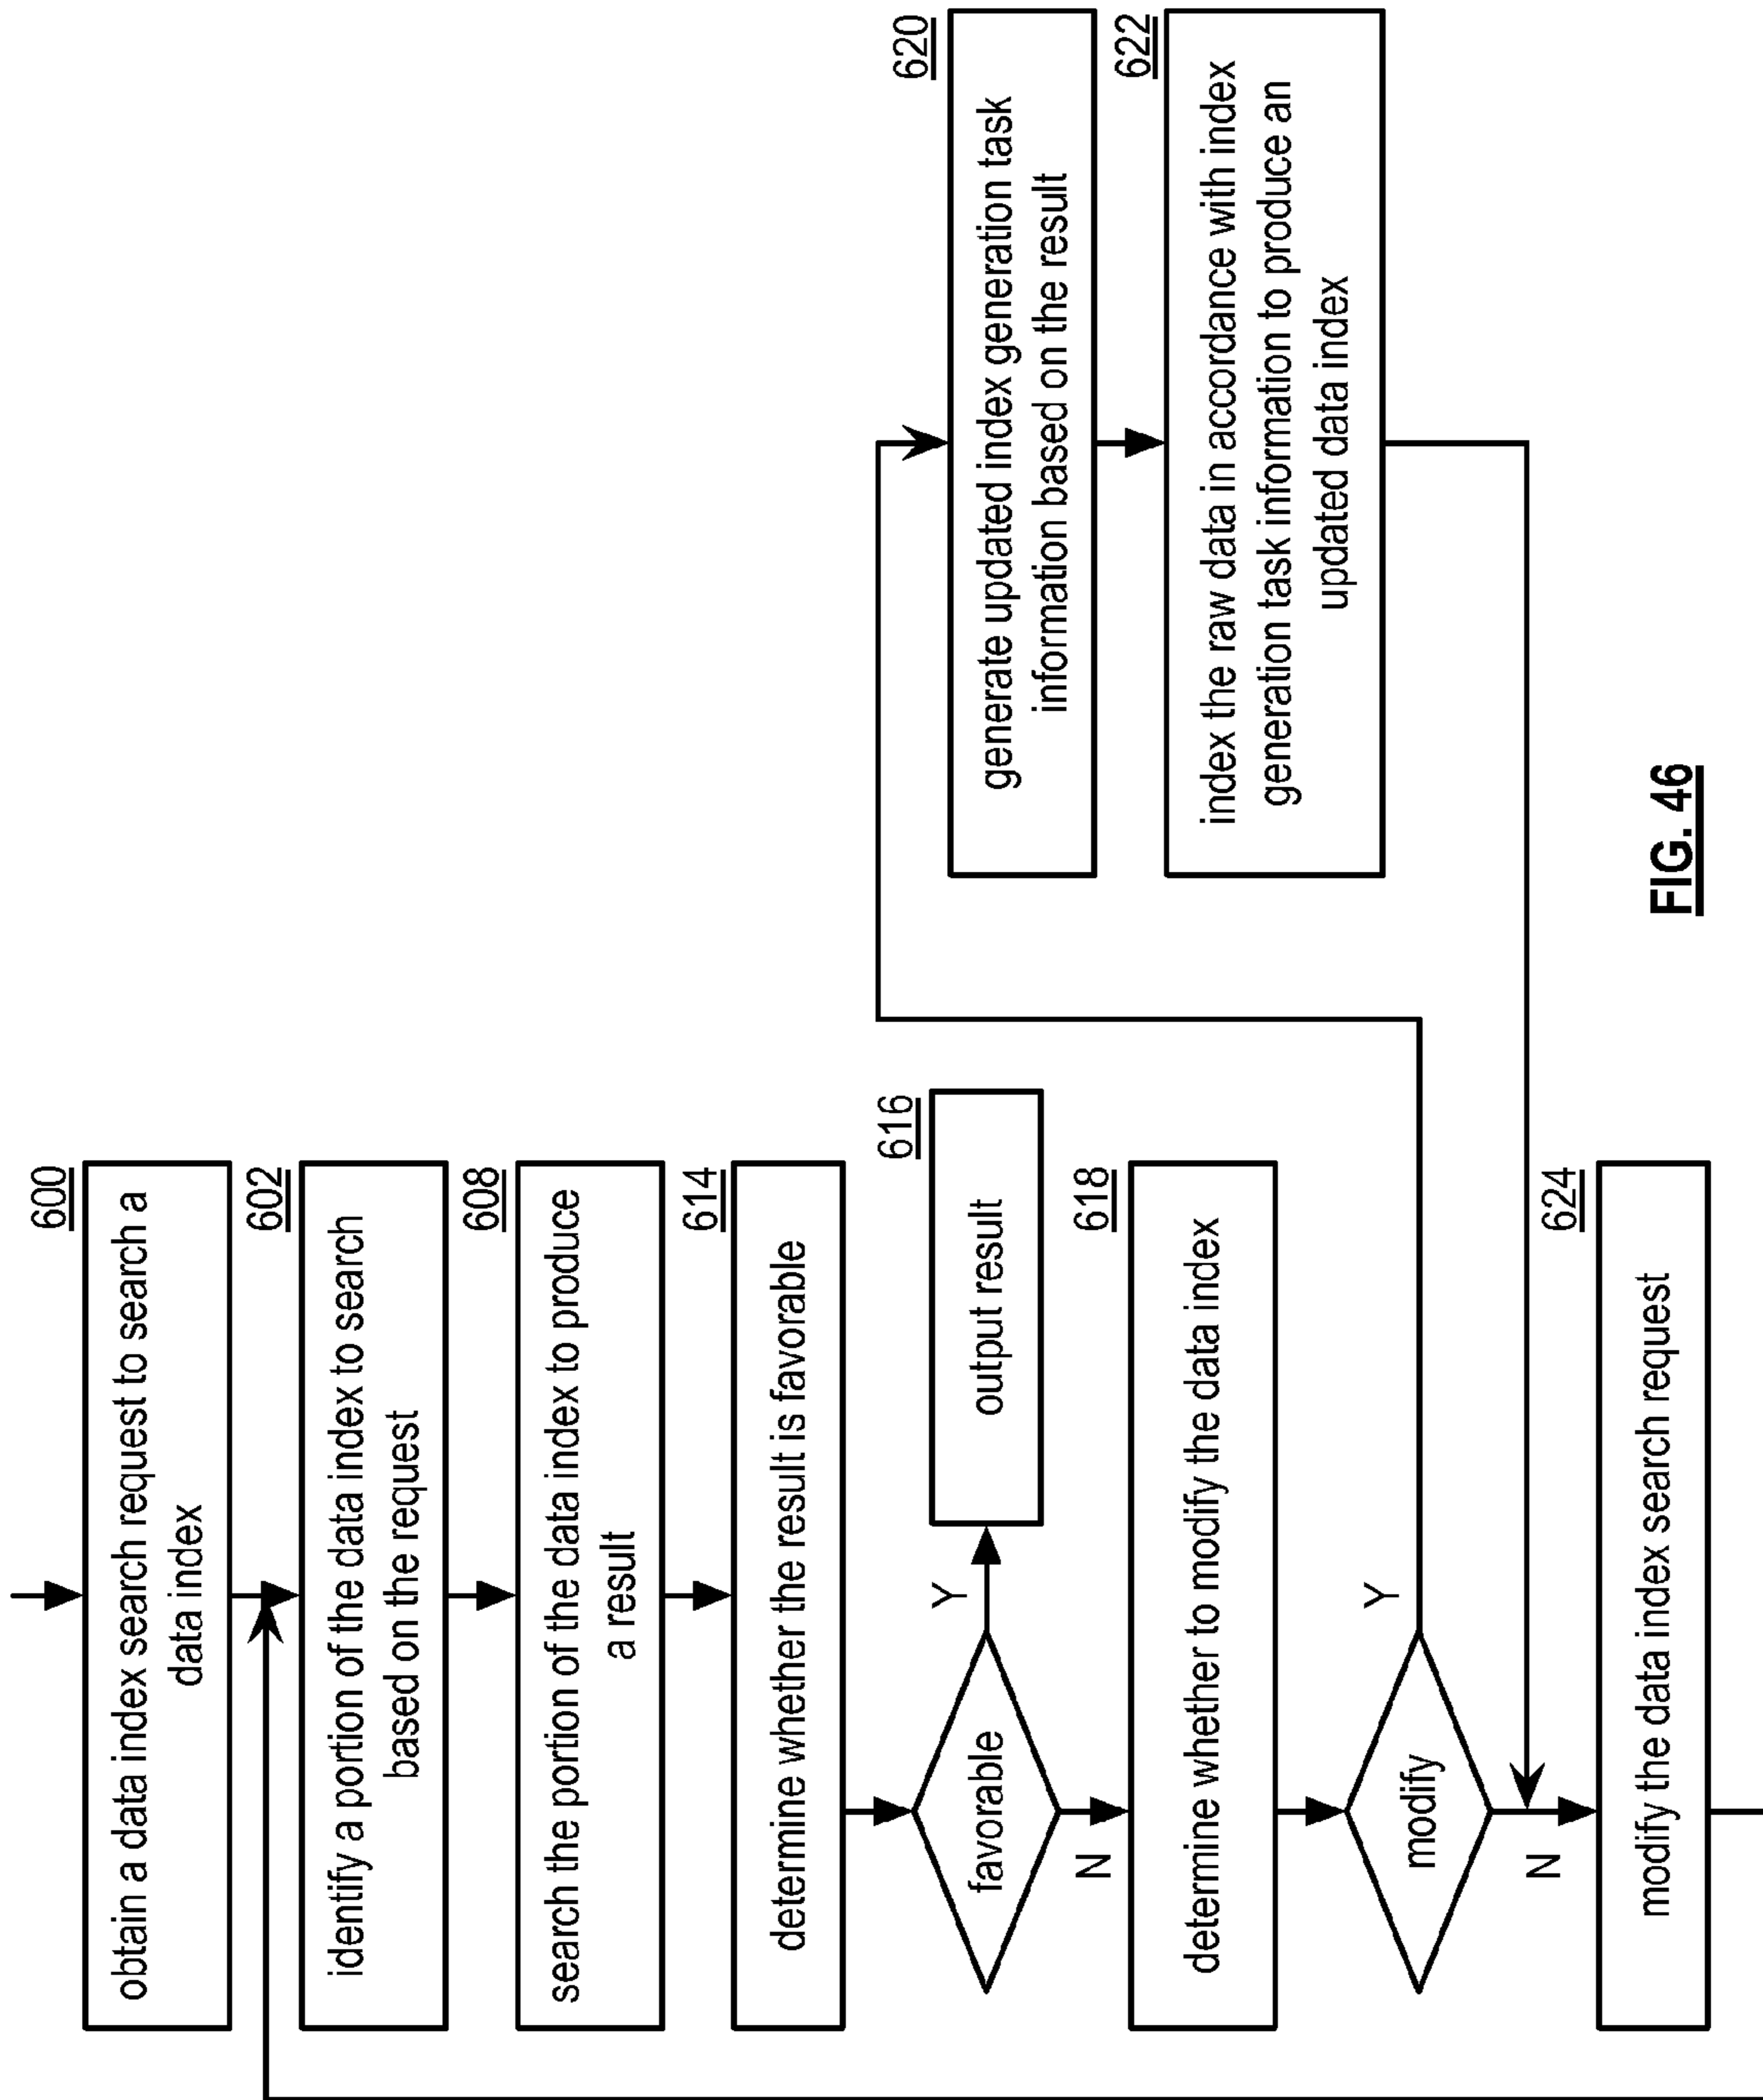 600
obtain a data index search request to search a
data index
602
identify a portion of the data index to search
based on the request
608
search the portion of the data index to produce
a result
614
determine whether the result is favorable
favorable
Y
N
616
output result
618
determine whether to modify the data index
modify
Y
N
620
generate updated index generation task
information based on the result
622
index the raw data in accordance with index
generation task information to produce an
updated data index
624
modify the data index search request
FIG. 46